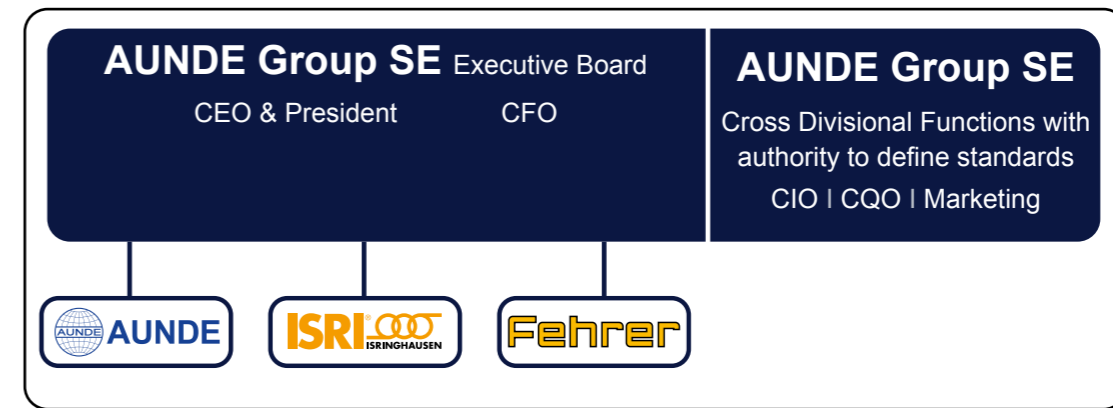 AUNDE Group SE Executive Board
CEO & President CFO
AUNDE Group SE
Cross Divisional Functions with
authority to define standards
CIO | CQO | Marketing
AUNDE AUNDE
ISRI® ISRINGHAUSEN
Fehrer